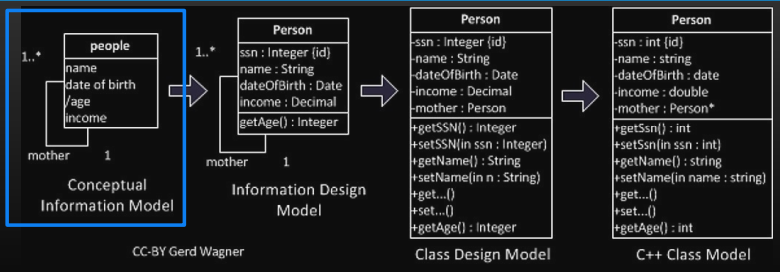 people
1..*
name
date of birth
/age
income
mother
1
Conceptual
Information Model
Person
1..*
ssn : Integer {id}
name : String
dateOfBirth : Date
income : Decimal
getAge() : Integer
mother
1
Information Design
Model
Person
-ssn : Integer {id}
-name : String
-dateOfBirth : Date
-income : Decimal
-mother : Person
+getSSN() : Integer
+setSSN(in ssn : Integer)
+getName() : String
+setName(in n : String)
+get...()
+set...()
+getAge() : Integer
Class Design Model
Person
-ssn : int {id}
-name : string
-dateOfBirth : date
-income : double
-mother : Person*
+getSsn() : int
+setSsn(in ssn : int)
+getName() : string
+setName(in name : string)
+get...()
+set...()
+getAge() : int
C++ Class Model
CC-BY Gerd Wagner